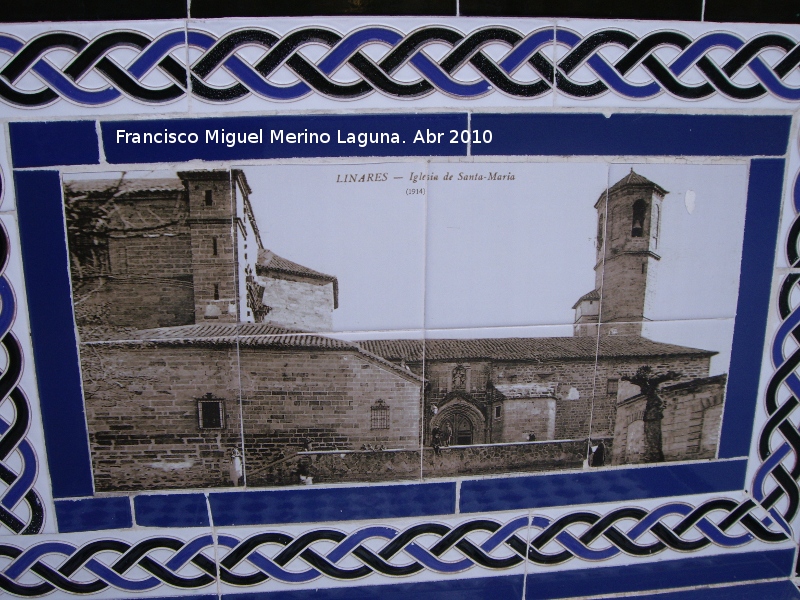 Francisco Miguel Merino Laguna. Abr 2010
LINARES — Iglesia de Santa-María
(1914)